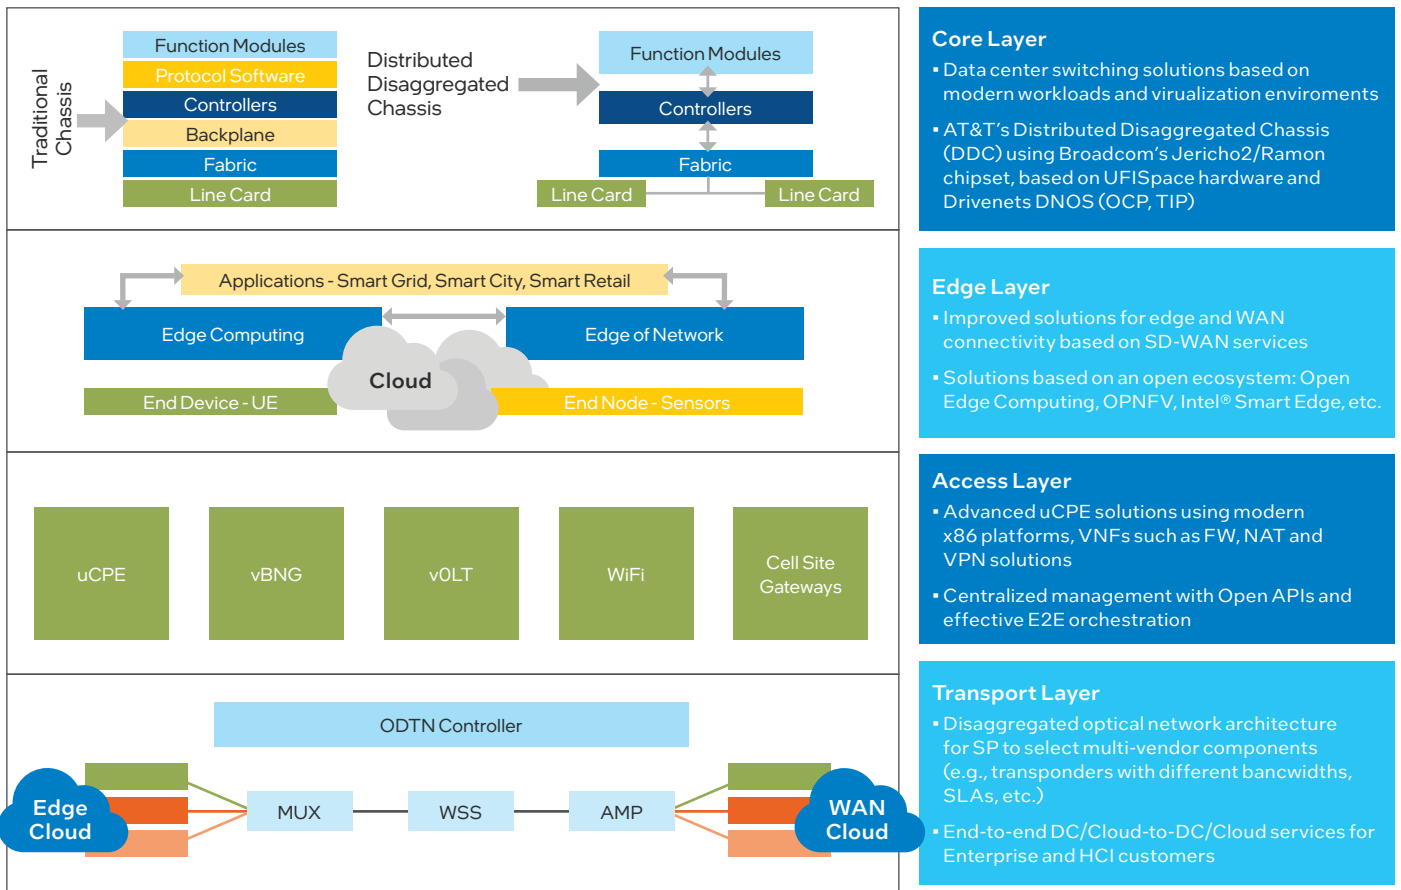 Traditional
Chassis
Function Modules
Protocol Software
Controllers
Backplane
Fabric
Line Card
Distributed
Disaggregated
Chassis
Function Modules
Controllers
Fabric
Line Card
Line Card
Core Layer
▪ Data center switching solutions based on
modern workloads and virualization enviroments
▪ AT&T's Distributed Disaggregated Chassis
(DDC) using Broadcom's Jericho2/Ramon
chipset, based on UFISpace hardware and
Drivenets DNOS (OCP, TIP)
Applications - Smart Grid, Smart City, Smart Retail
Edge Computing
Edge of Network
Cloud
End Device - UE
End Node - Sensors
Edge Layer
▪ Improved solutions for edge and WAN
connectivity based on SD-WAN services
▪ Solutions based on an open ecosystem: Open
Edge Computing, OPNFV, Intel® Smart Edge, etc.
uCPE
vBNG
v0LT
WiFi
Cell Site
Gateways
Access Layer
▪ Advanced uCPE solutions using modern
x86 platforms, VNFs such as FW, NAT and
VPN solutions
▪ Centralized management with Open APIs and
effective E2E orchestration
ODTN Controller
Edge
Cloud
MUX
WSS
AMP
WAN
Cloud
Transport Layer
▪ Disaggregated optical network architecture
for SP to select multi-vendor components
(e.g., transponders with different bancwidths,
SLAs, etc.)
▪ End-to-end DC/Cloud-to-DC/Cloud services for
Enterprise and HCI customers